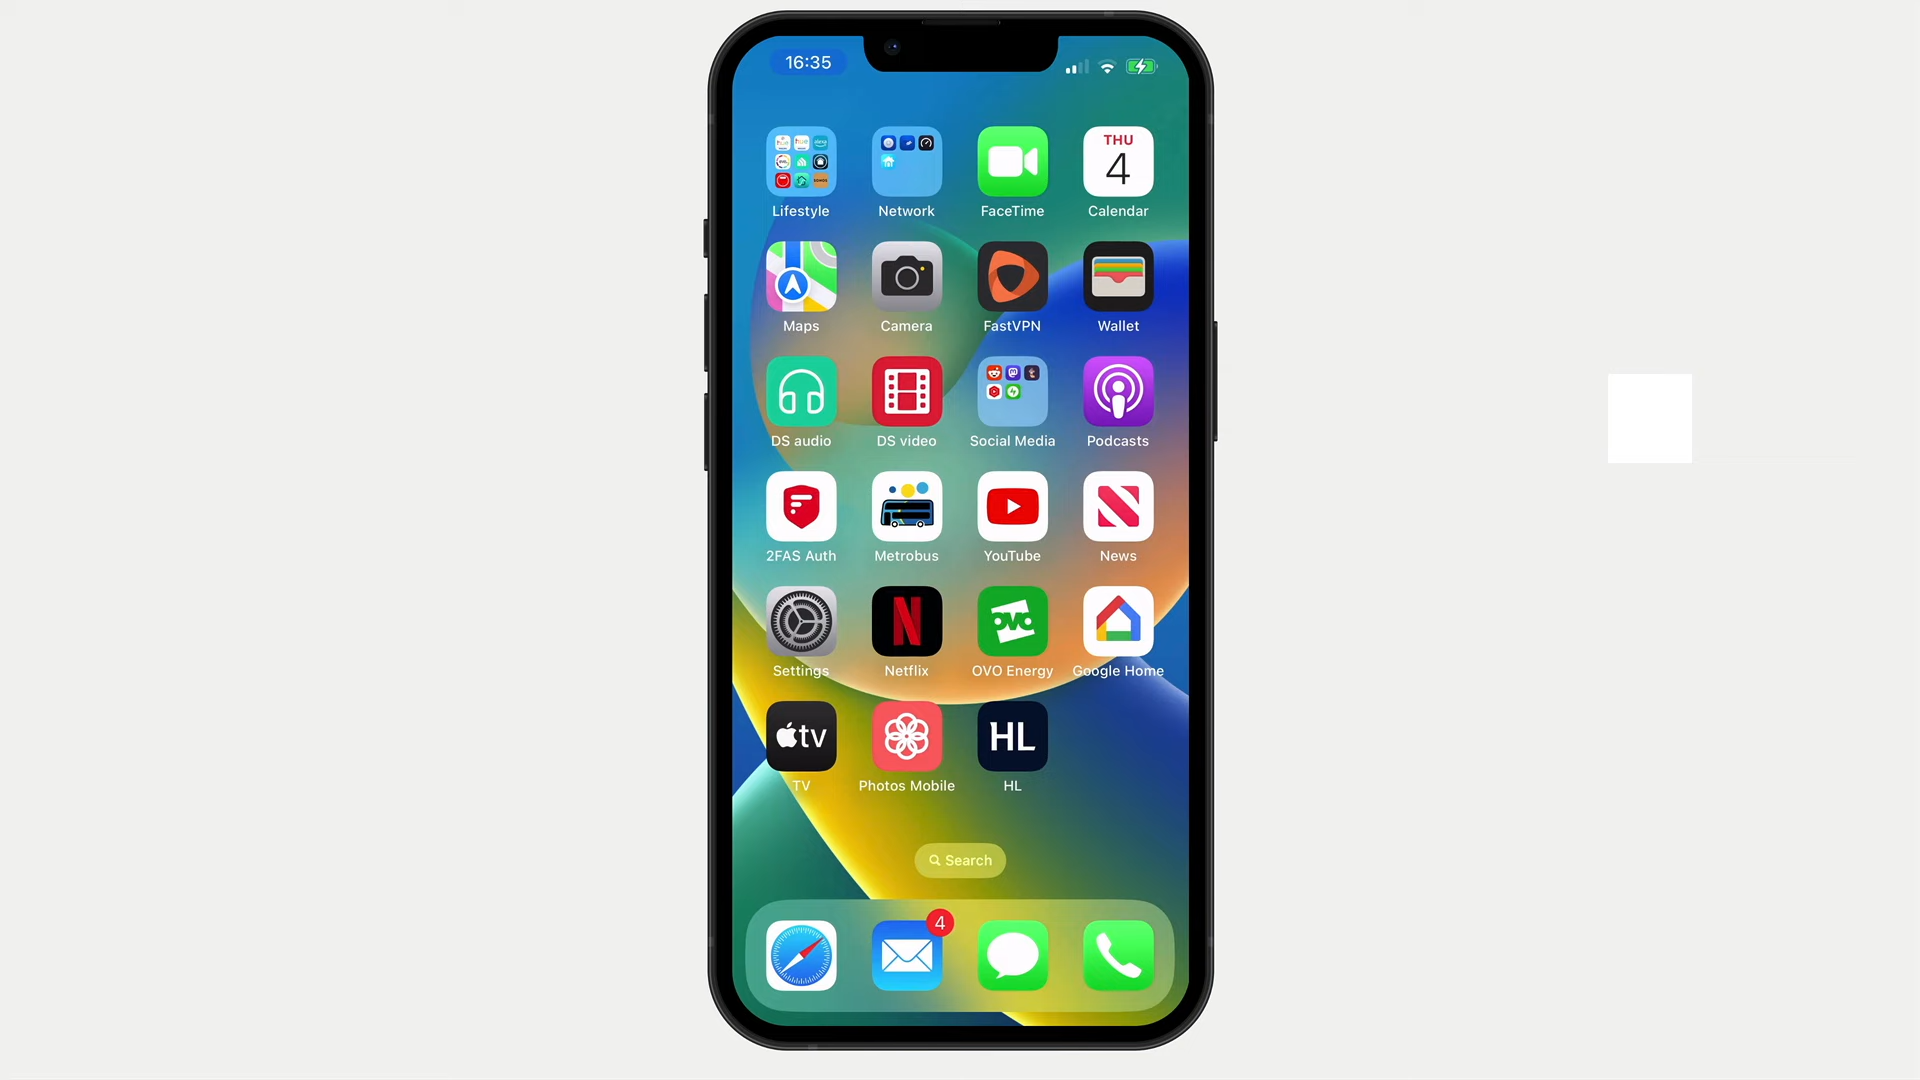 16:35
THU
4
Lifestyle
Network
FaceTime
Calendar
Maps
Camera
FastVPN
Wallet
DS audio
DS video
Social Media
Podcasts
2FAS Auth
Metrobus
YouTube
News
N
ovo
Settings
Netflix
OVO Energy
Google Home
tv
HL
TV
Photos Mobile
HL
Search
4